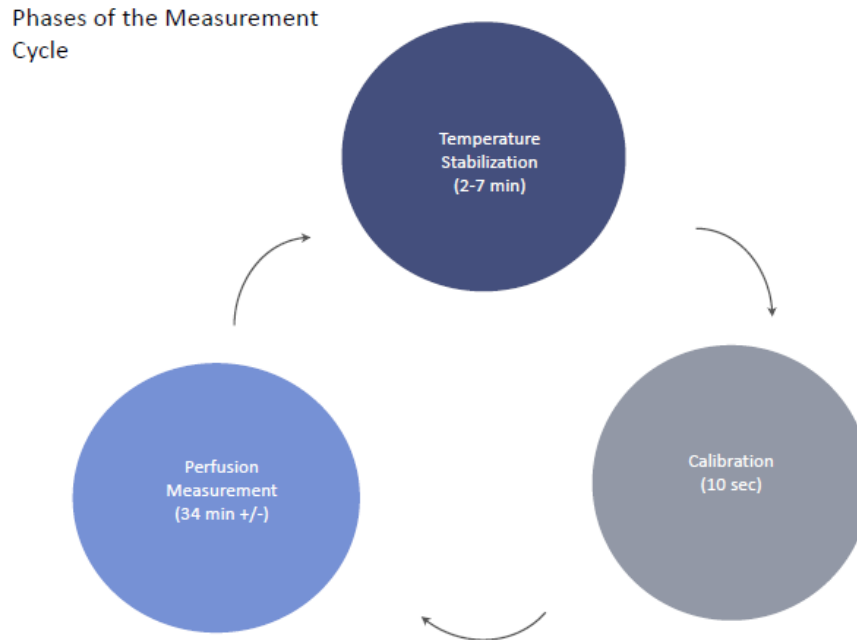 Phases of the Measurement
Cycle
Temperature
Stabilization
(2-7 min)
Calibration
(10 sec)
Perfusion
Measurement
(34 min +/-)